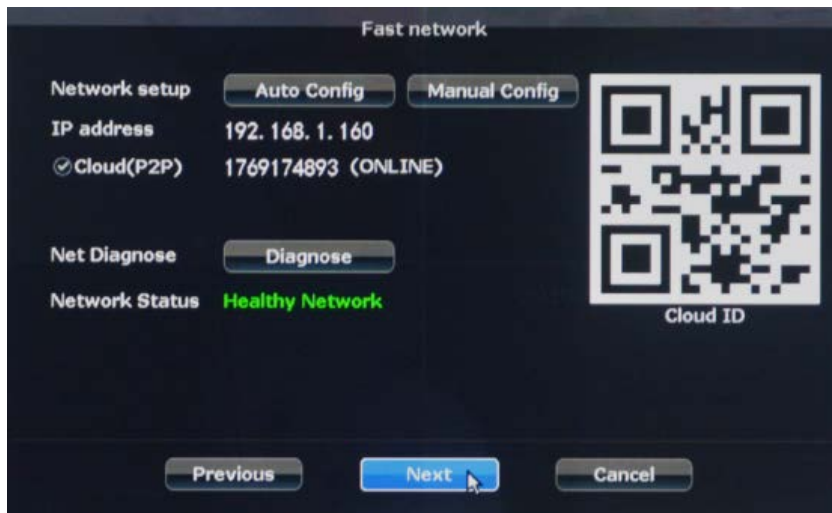 Fast network
Network setup Auto Config Manual Config
IP address 192. 168. 1. 160
Cloud(P2P) 1769174893 (ONLINE)
Net Diagnose Diagnose
Network Status Healthy Network
Cloud ID
Previous Next Cancel